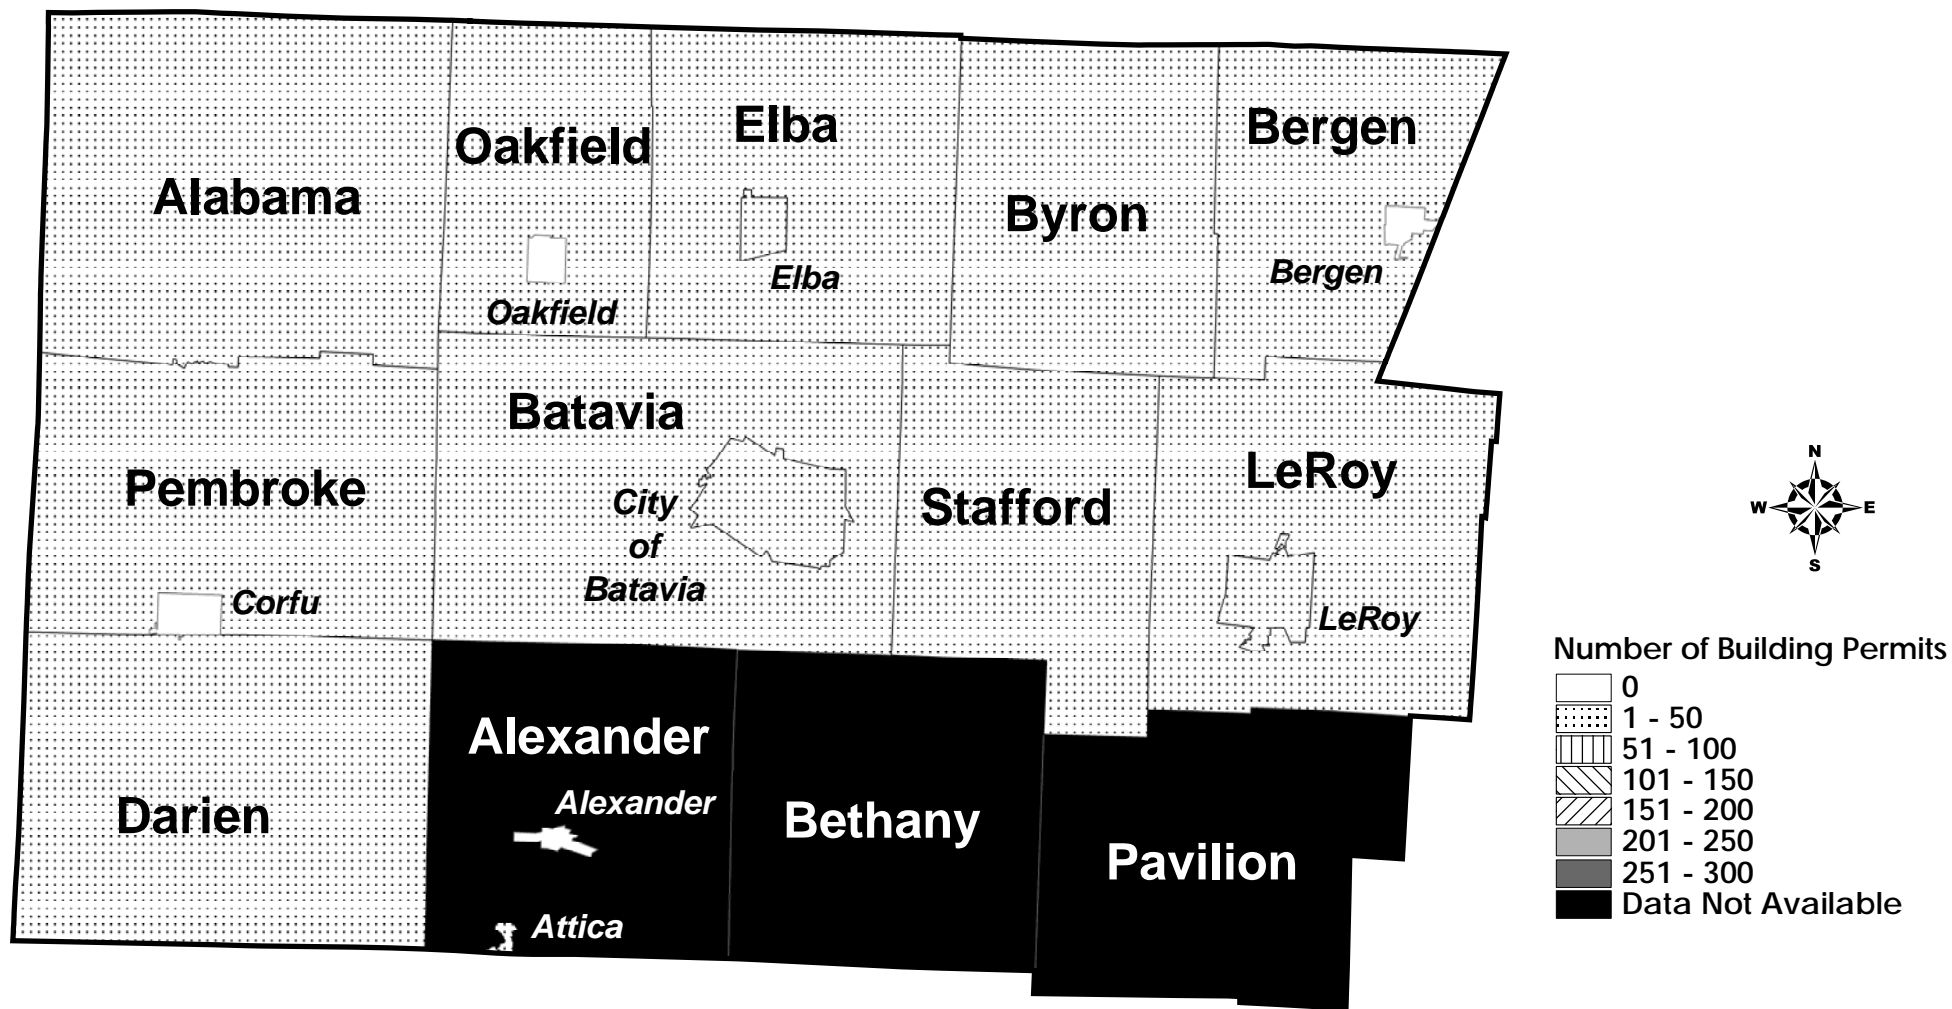 Elba
Bergen
Oakfield
Alabama
Byron
Bergen
Elba
Oakfield
Batavia
LeRoy
Pembroke
City
of
Batavia
Stafford
Corfu
LeRoy
Alexander
Alexander
Darien
Bethany
Pavilion
Attica
N
W E
S
Number of Building Permits
0
1 - 50
51 - 100
101 - 150
151 - 200
201 - 250
251 - 300
Data Not Available